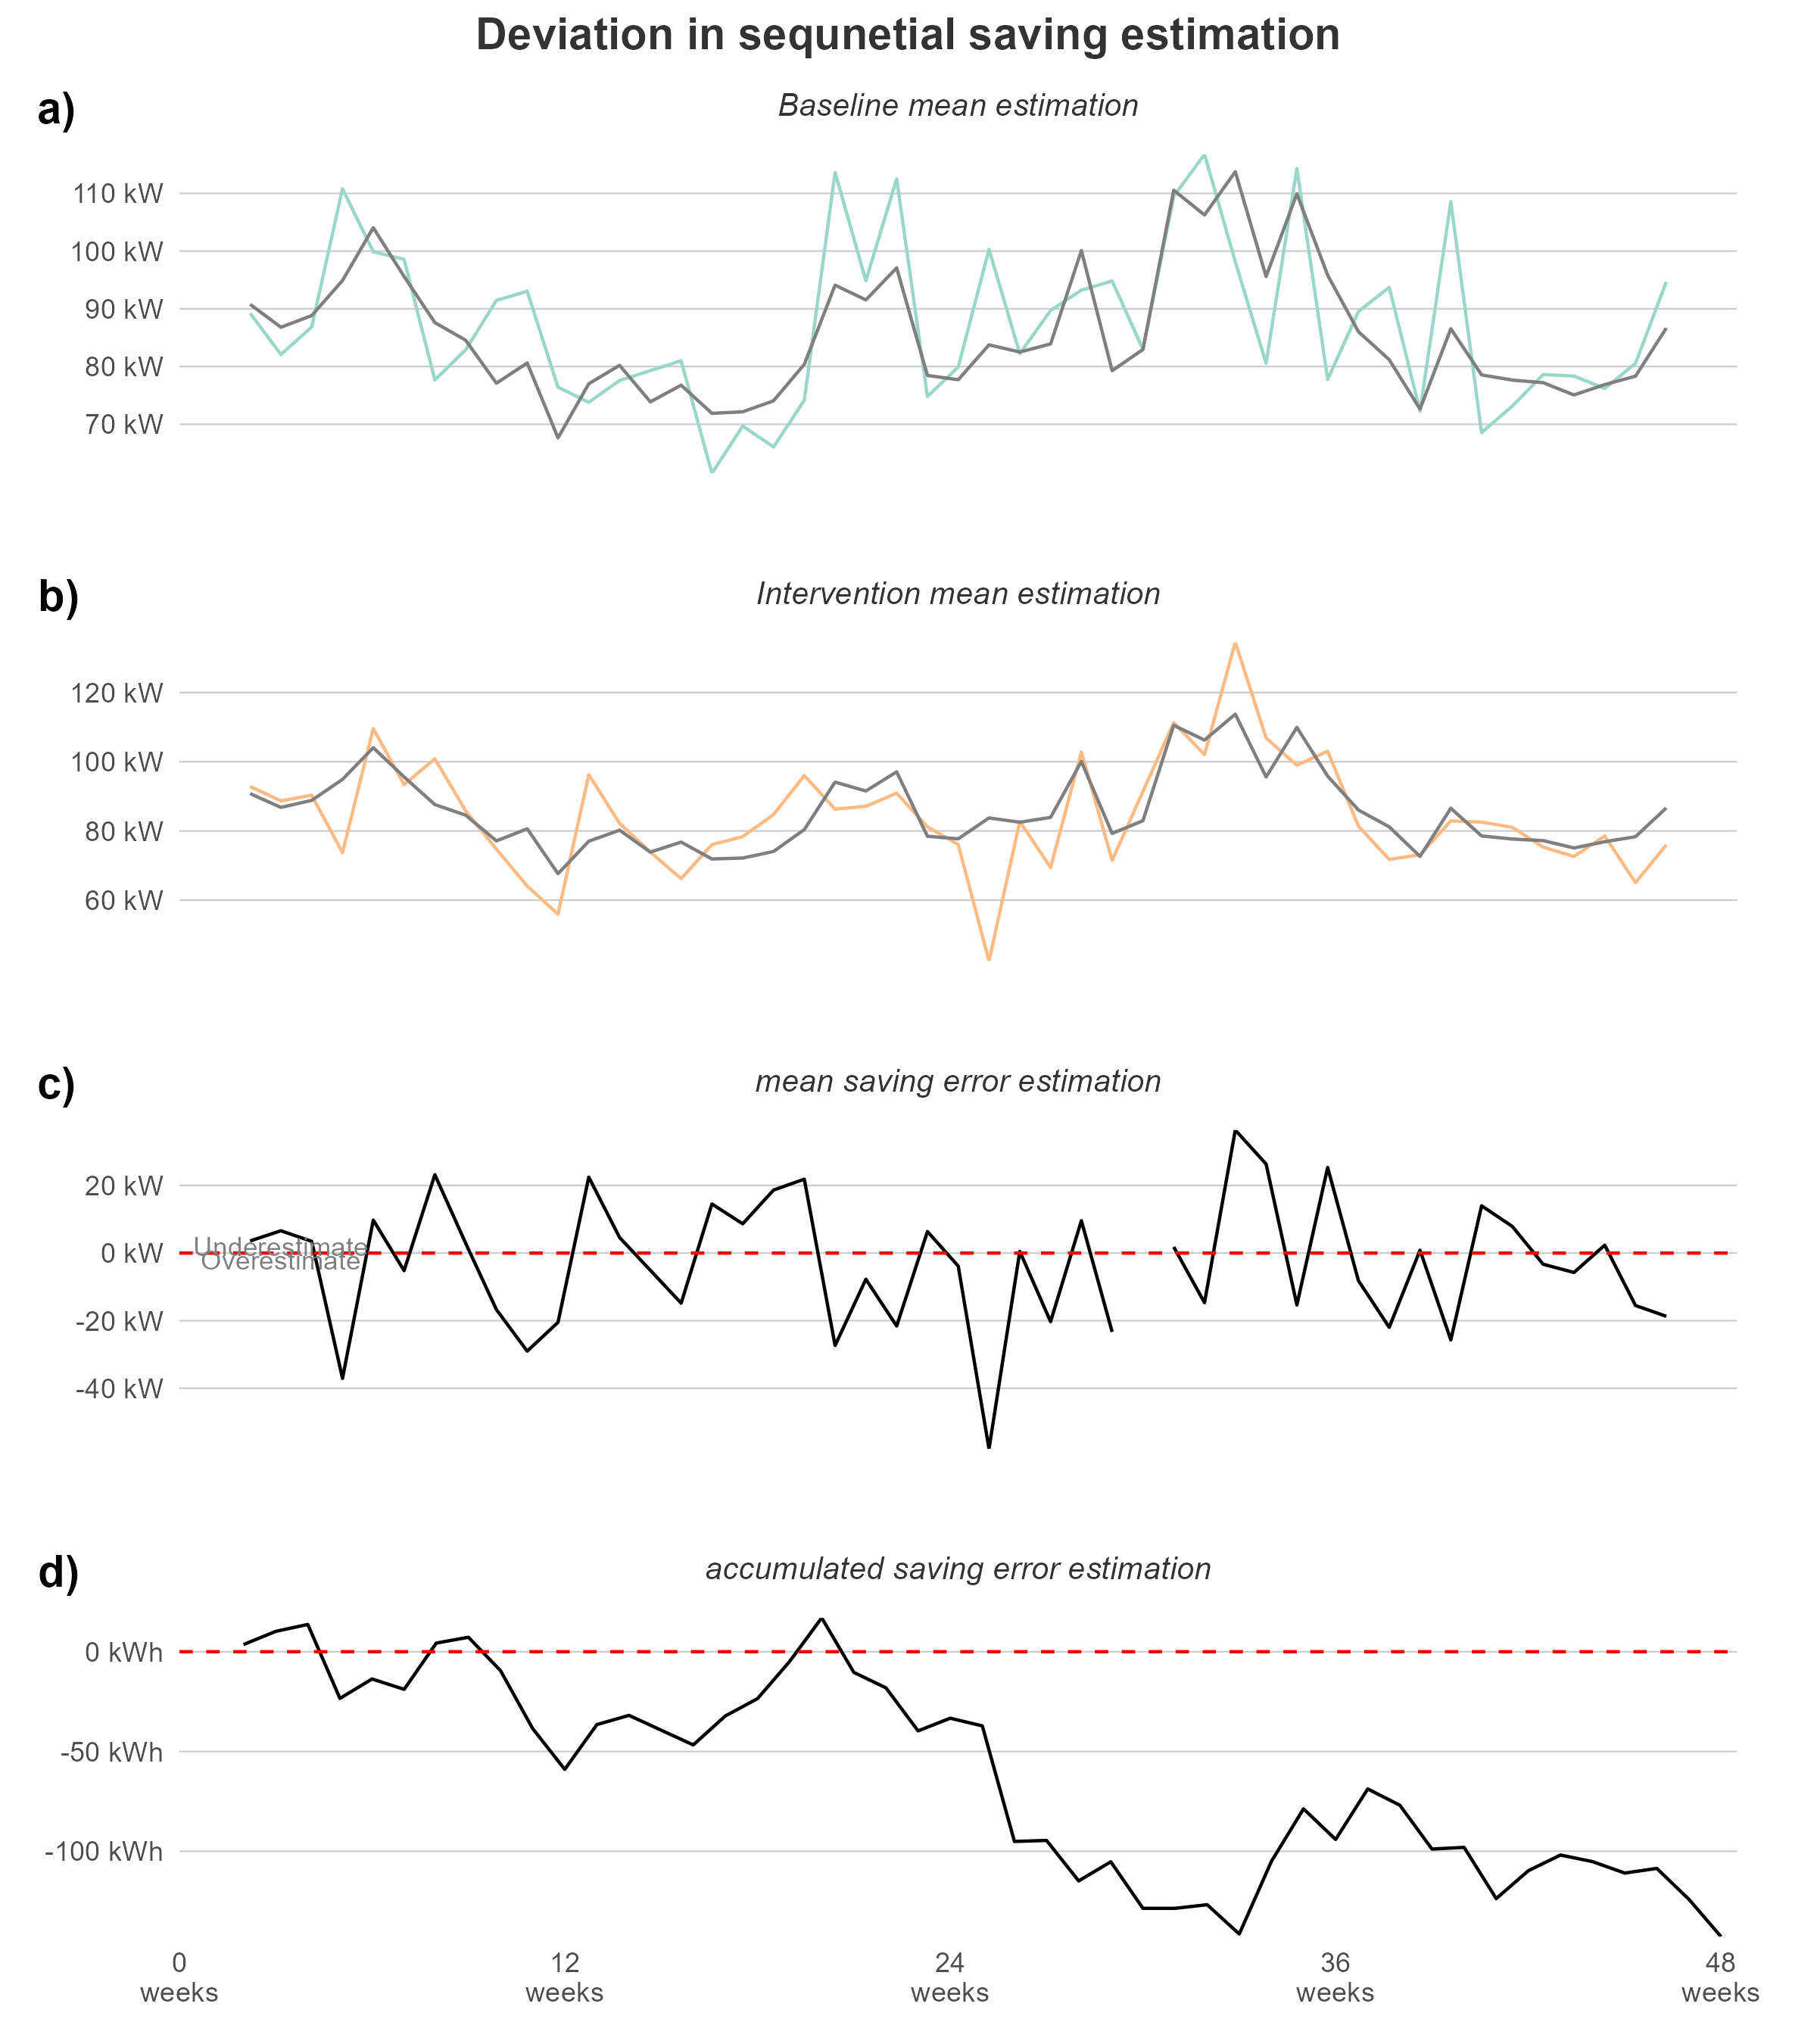 Deviation in sequnetial saving estimation
a)
Baseline mean estimation
110 kW
100 kW
90 kW
80 kW
70 kW
b)
Intervention mean estimation
120 kW
100 kW
80 kW
60 kW
c)
mean saving error estimation
20 kW
0 kW
-20 kW
-40 kW
Underestimate
Overestimate
d)
accumulated saving error estimation
0 kWh
-50 kWh
-100 kWh
0 12 24 36 48
weeks weeks weeks weeks weeks